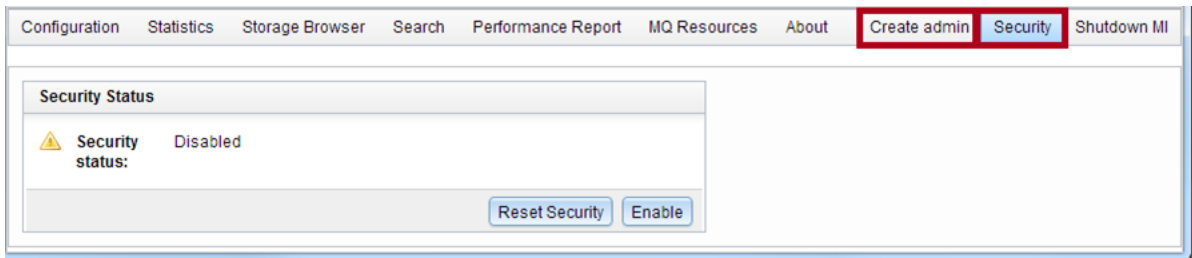 Configuration Statistics Storage Browser Search Performance Report MQ Resources About Create admin Security Shutdown MI
Security Status
Security status: Disabled
Reset Security Enable